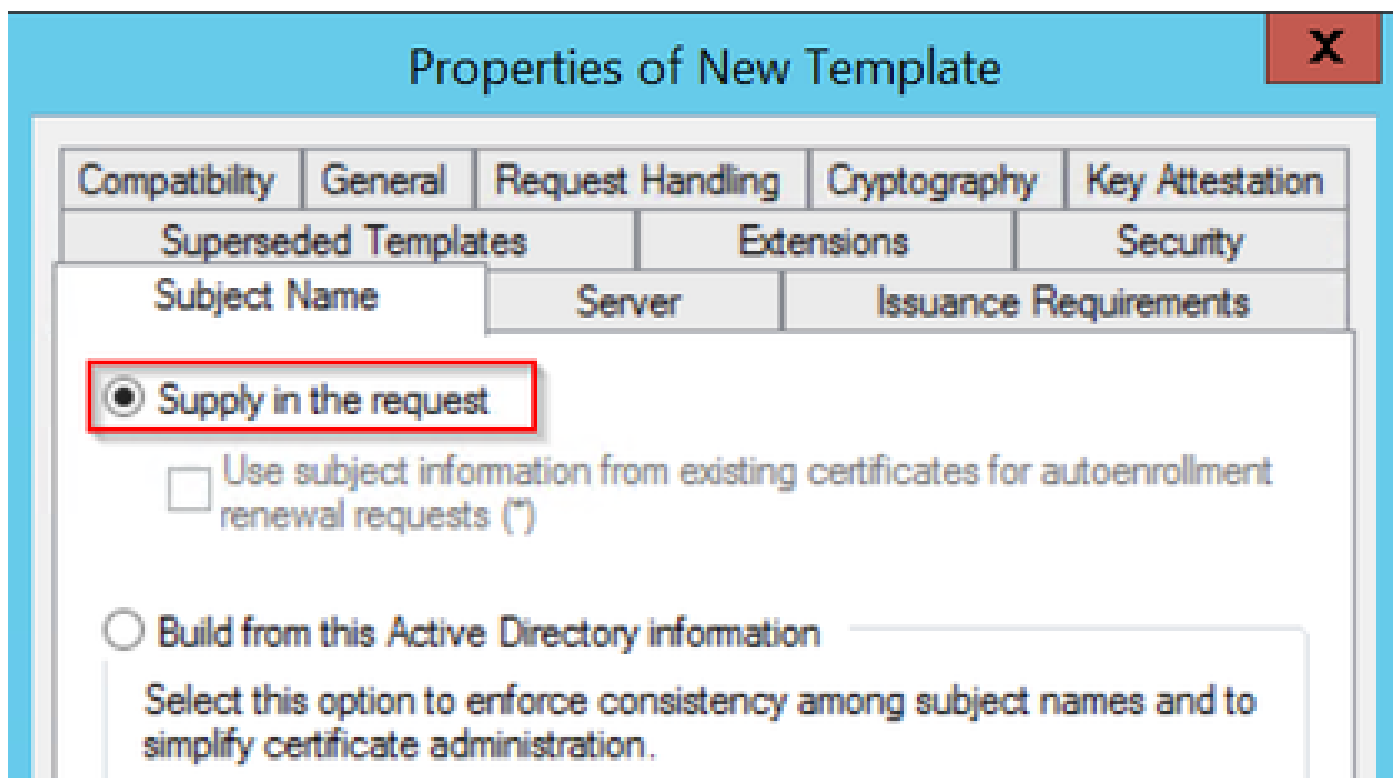 Properties of New Template
X
Compatibility General Request Handling Cryptography Key Attestation
Superseded Templates Extensions Security
Subject Name Server Issuance Requirements
Supply in the request
Use subject information from existing certificates for autoenrollment
renewal requests (*)
Build from this Active Directory information
Select this option to enforce consistency among subject names and to
simplify certificate administration.